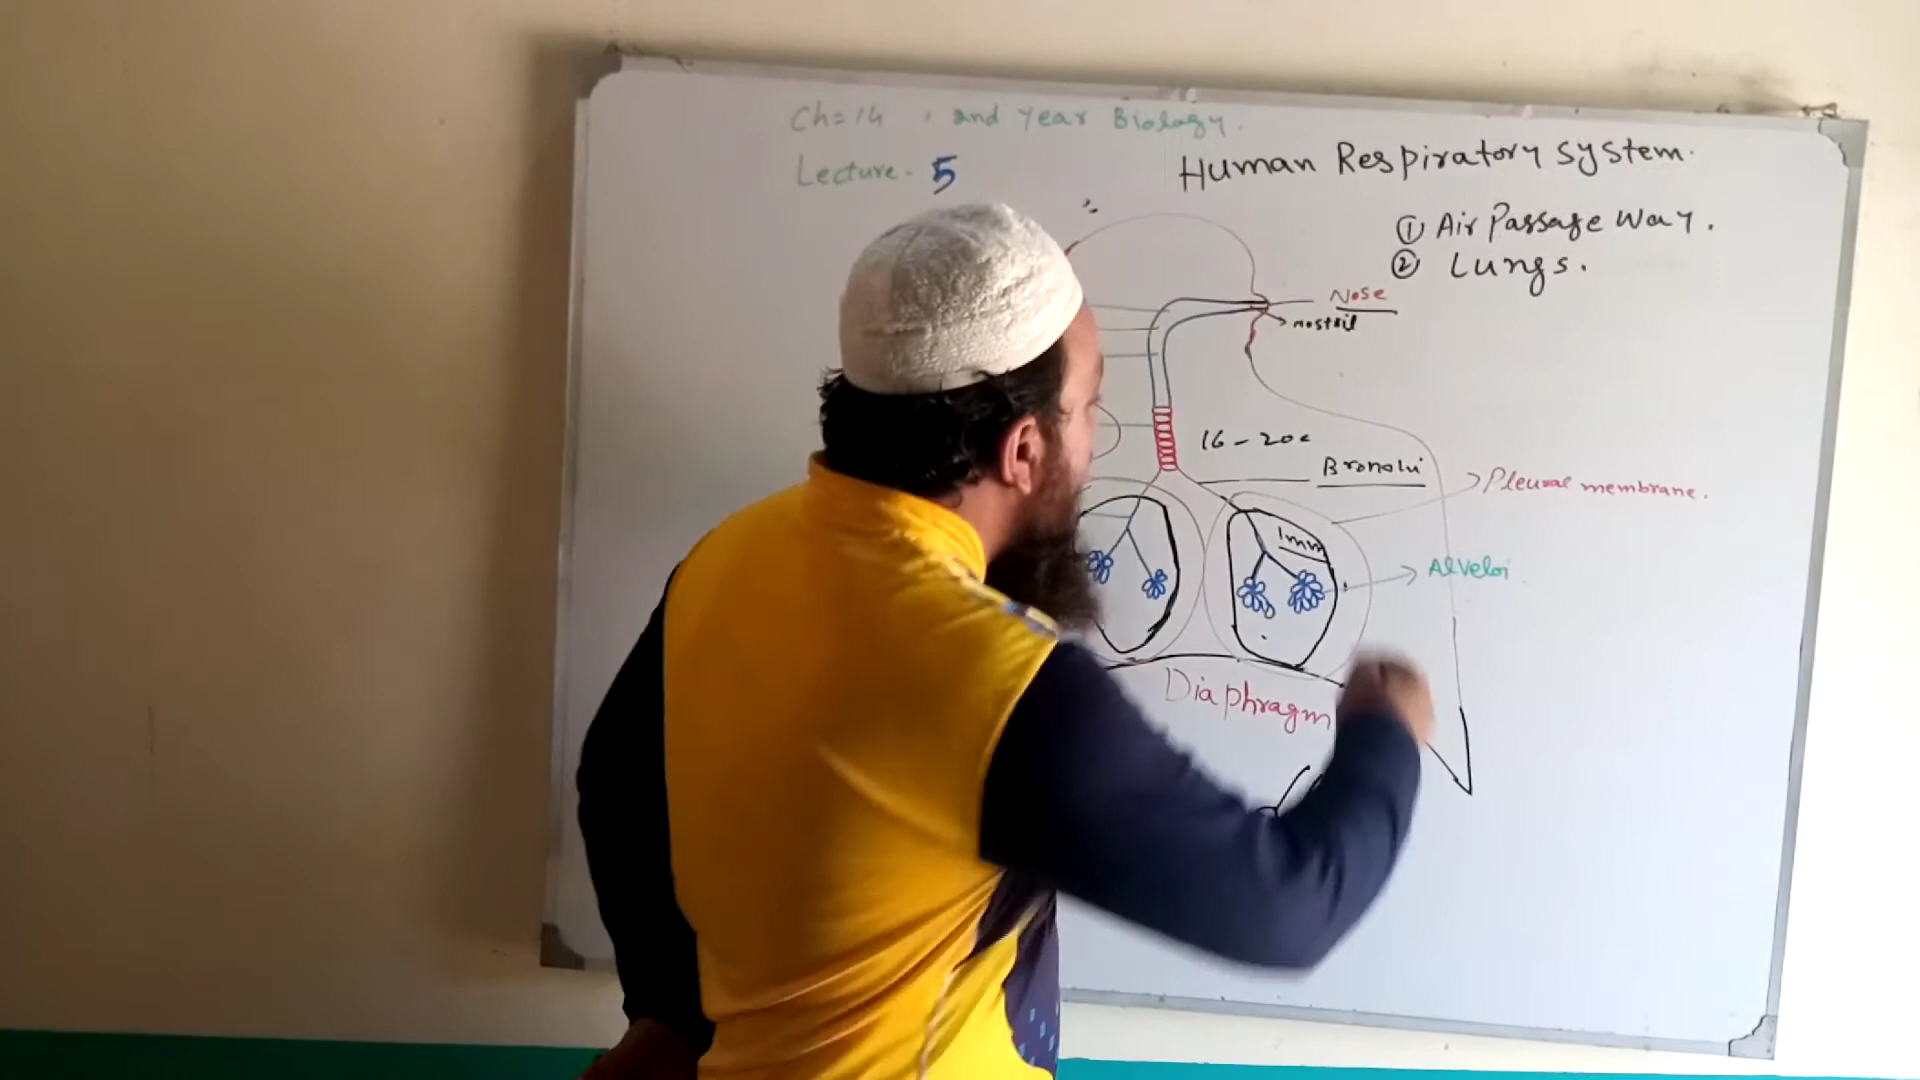 Ch=14 , 2nd Year Biology.
Lecture- 5
Human Respiratory System.
① Air Passage Way.
② Lungs.
Nose
nostril
16-20c
Bronchi
Pleural membrane.
1mm
Alveloi
Diaphragm